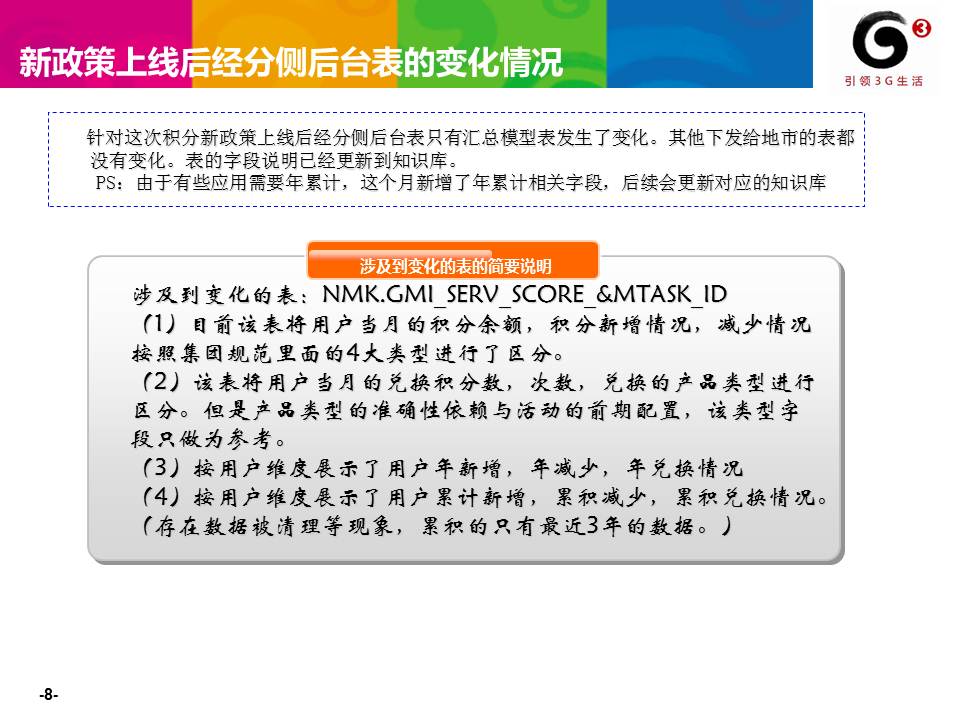 新政策上线后经分侧后台表的变化情况
3
引领3G生活
针对这次积分新政策上线后经分侧后台表只有汇总模型表发生了变化。其他下发给地市的表都
没有变化。表的字段说明已经更新到知识库。
PS：由于有些应用需要年累计，这个月新增了年累计相关字段，后续会更新对应的知识库
涉及到变化的表的简要说明
涉及到变化的表：NMK.GMI_SERV_SCORE_&MTASK_ID
（1）目前该表将用户当月的积分余额，积分新增情况，减少情况
按照集团规范里面的4大类型进行了区分。
（2）该表将用户当月的兑换积分数，次数，兑换的产品类型进行
区分。但是产品类型的准确性依赖与活动的前期配置，该类型字
段只做为参考。
（3）按用户维度展示了用户年新增，年减少，年兑换情况
（4）按用户维度展示了用户累计新增，累积减少，累积兑换情况。
（存在数据被清理等现象，累积的只有最近3年的数据。）
-8-